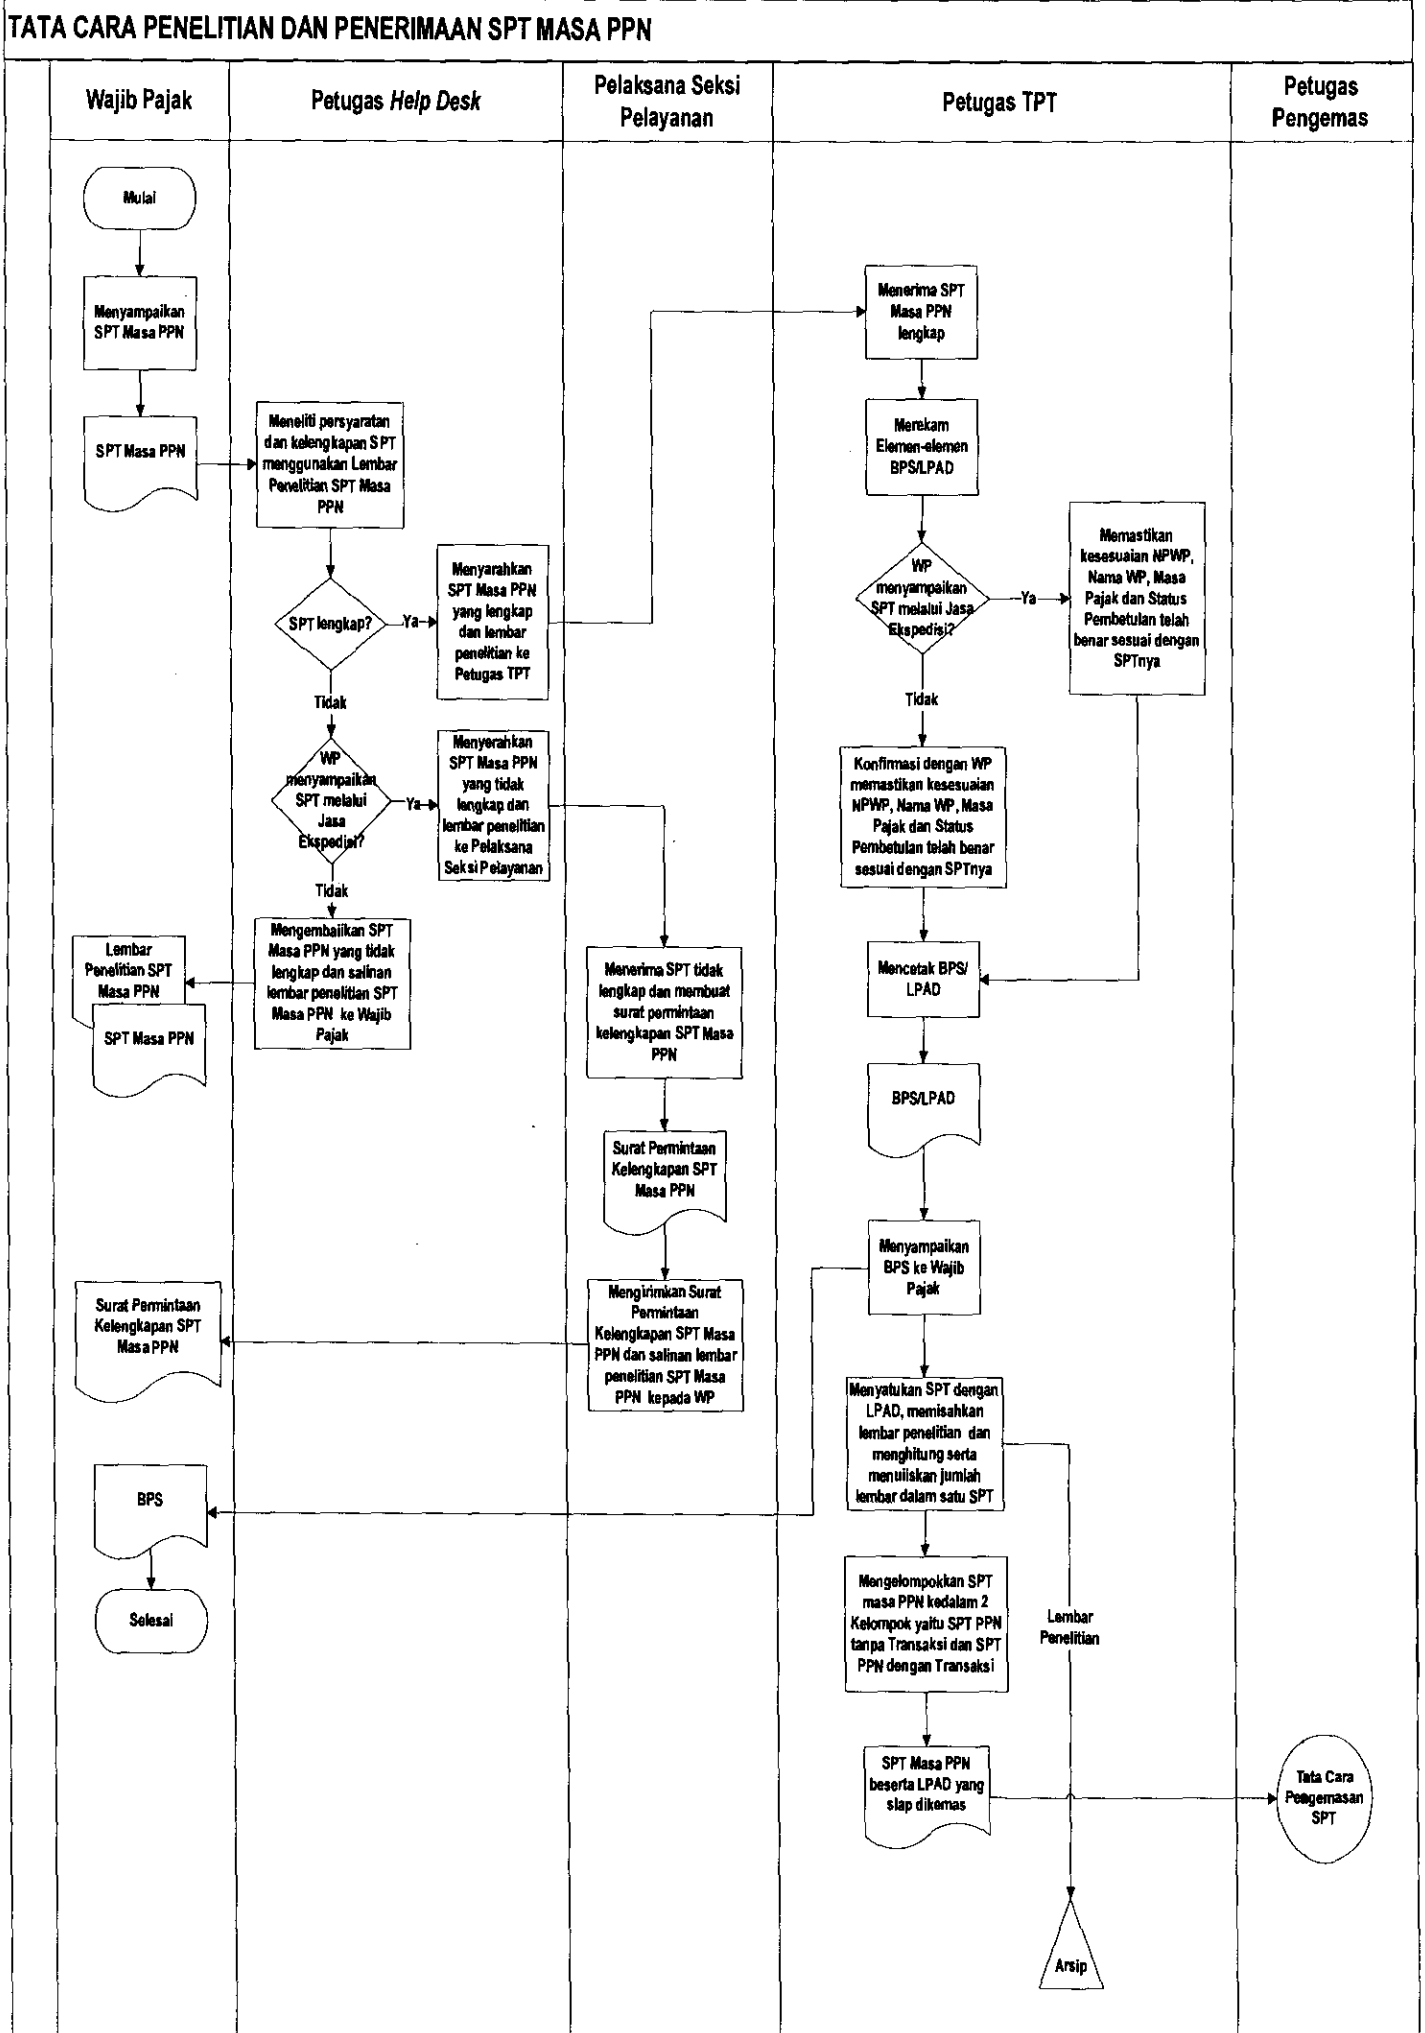 TATA CARA PENELITIAN DAN PENERIMAAN SPT MASA PPN
Wajib Pajak
Petugas Help Desk
Pelaksana Seksi
Pelayanan
Petugas TPT
Petugas
Pengemas
Mulai
Menyampaikan
SPT Masa PPN
SPT Masa PPN
Meneliti persyaratan
dan kelengkapan SPT
menggunakan Lembar
Penelitian SPT Masa
PPN
SPT lengkap?
Ya
Menyarahkan
SPT Masa PPN
yang lengkap
dan lembar
penelitian ke
Petugas TPT
Tidak
WP
menyampaikan
SPT melalui
Jasa
Ekspedisi?
Ya
Menyerahkan
SPT Masa PPN
yang tidak
lengkap dan
lembar penelitian
ke Pelaksana
Seksi Pelayanan
Tidak
Mengembalikan SPT
Masa PPN yang tidak
lengkap dan salinan
lembar penelitian SPT
Masa PPN ke Wajib
Pajak
Lembar
Penelitian SPT
Masa PPN
SPT Masa PPN
Menerima SPT tidak
lengkap dan membuat
surat permintaan
kelengkapan SPT Masa
PPN
Surat Permintaan
Kelengkapan SPT
Masa PPN
Mengirimkan Surat
Permintaan
Kelengkapan SPT Masa
PPN dan salinan lembar
penelitian SPT Masa
PPN kepada WP
Surat Permintaan
Kelengkapan SPT
Masa PPN
Menerima SPT
Masa PPN
lengkap
Merekam
Elemen-elemen
BPS/LPAD
WP
menyampaikan
SPT melalui Jasa
Ekspedisi?
Ya
Memastikan
kesesuaian NPWP,
Nama WP, Masa
Pajak dan Status
Pembetulan telah
benar sesuai dengan
SPTnya
Tidak
Konfirmasi dengan WP
memastikan kesesuaian
NPWP, Nama WP, Masa
Pajak dan Status
Pembetulan telah benar
sesuai dengan SPTnya
Mencetak BPS/
LPAD
BPS/LPAD
Menyampaikan
BPS ke Wajib
Pajak
BPS
Selesai
Menyatukan SPT dengan
LPAD, memisahkan
lembar penelitian dan
menghitung serta
menuliskan jumlah
lembar dalam satu SPT
Mengelompokkan SPT
masa PPN kedalam 2
Kelompok yaitu SPT PPN
tanpa Transaksi dan SPT
PPN dengan Transaksi
Lembar
Penelitian
SPT Masa PPN
beserta LPAD yang
siap dikemas
Tata Cara
Pengemasan
SPT
Arsip